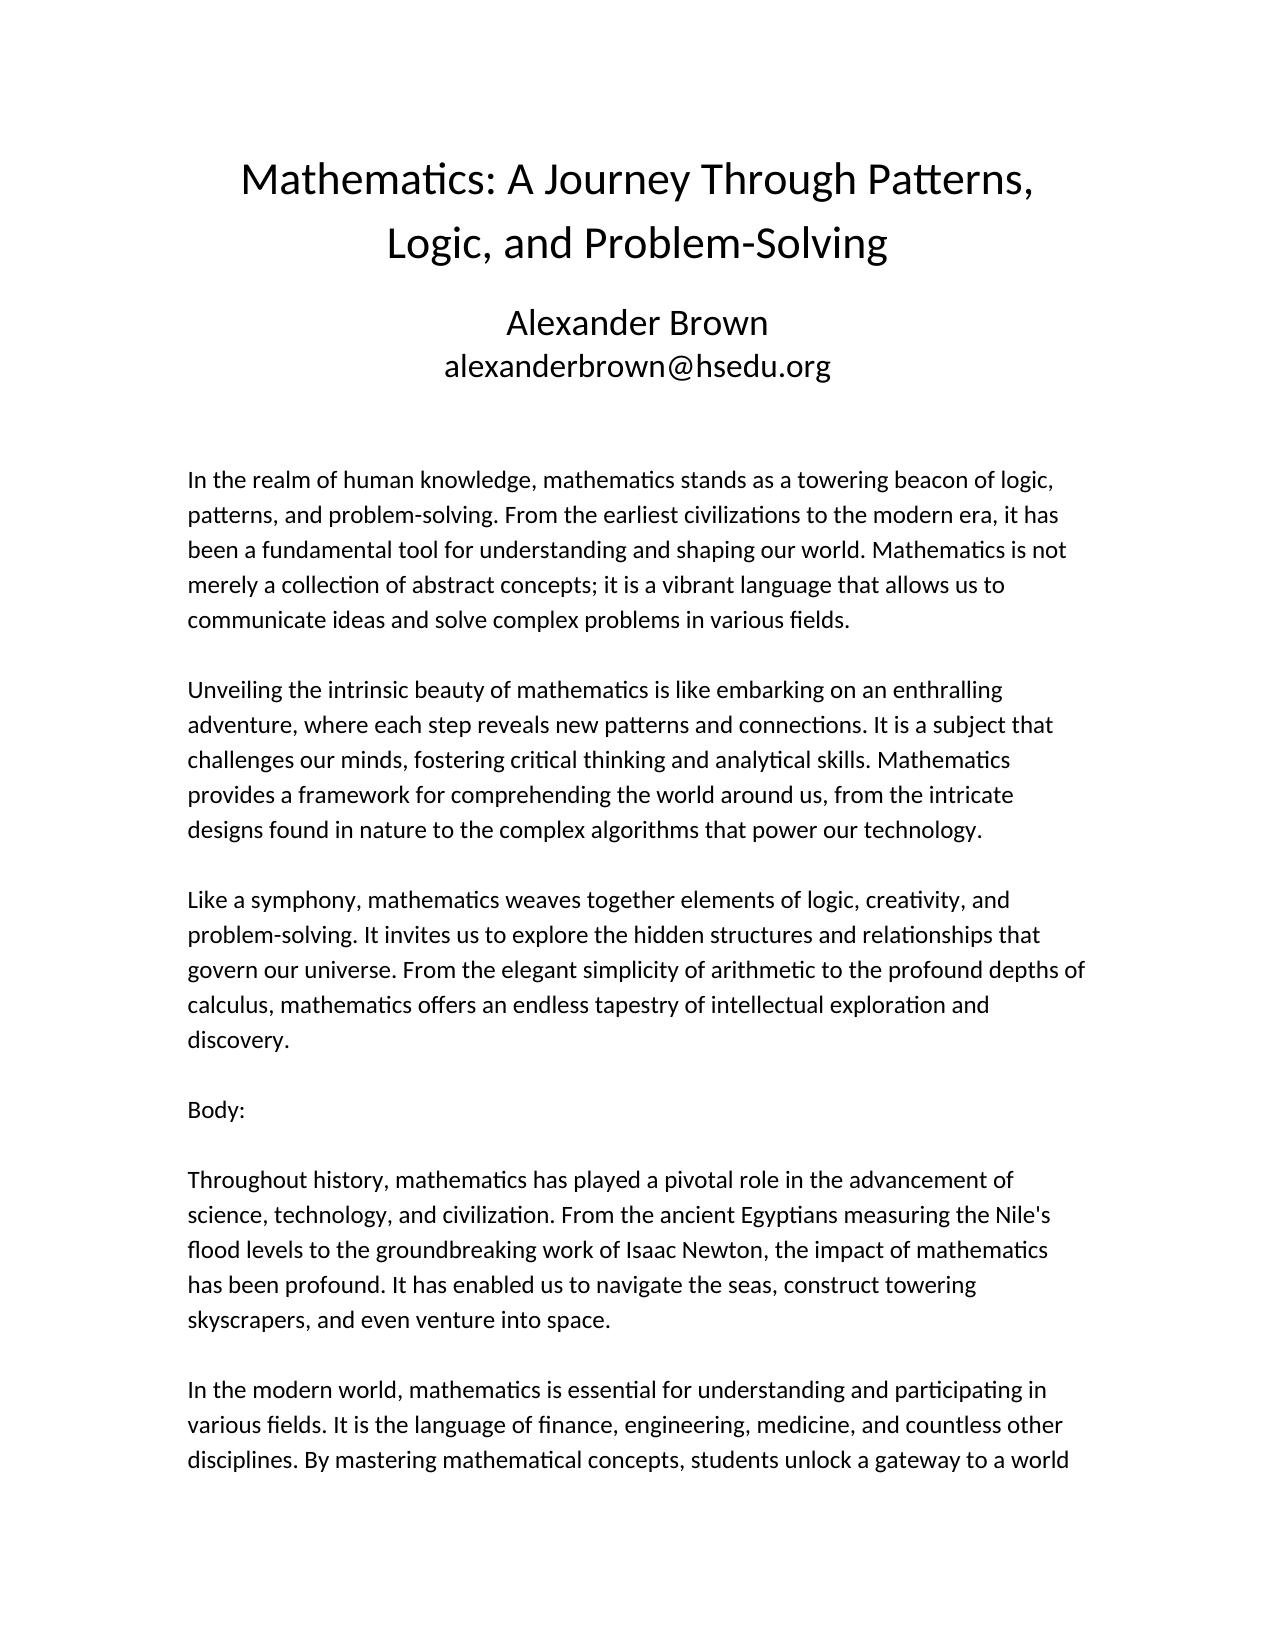 Mathematics: A Journey Through Patterns,
Logic, and Problem-Solving
Alexander Brown
alexanderbrown@hsedu.org
In the realm of human knowledge, mathematics stands as a towering beacon of logic,
patterns, and problem-solving. From the earliest civilizations to the modern era, it has
been a fundamental tool for understanding and shaping our world. Mathematics is not
merely a collection of abstract concepts; it is a vibrant language that allows us to
communicate ideas and solve complex problems in various fields.
Unveiling the intrinsic beauty of mathematics is like embarking on an enthralling
adventure, where each step reveals new patterns and connections. It is a subject that
challenges our minds, fostering critical thinking and analytical skills. Mathematics
provides a framework for comprehending the world around us, from the intricate
designs found in nature to the complex algorithms that power our technology.
Like a symphony, mathematics weaves together elements of logic, creativity, and
problem-solving. It invites us to explore the hidden structures and relationships that
govern our universe. From the elegant simplicity of arithmetic to the profound depths of
calculus, mathematics offers an endless tapestry of intellectual exploration and
discovery.
Body:
Throughout history, mathematics has played a pivotal role in the advancement of
science, technology, and civilization. From the ancient Egyptians measuring the Nile's
flood levels to the groundbreaking work of Isaac Newton, the impact of mathematics
has been profound. It has enabled us to navigate the seas, construct towering
skyscrapers, and even venture into space.
In the modern world, mathematics is essential for understanding and participating in
various fields. It is the language of finance, engineering, medicine, and countless other
disciplines. By mastering mathematical concepts, students unlock a gateway to a world